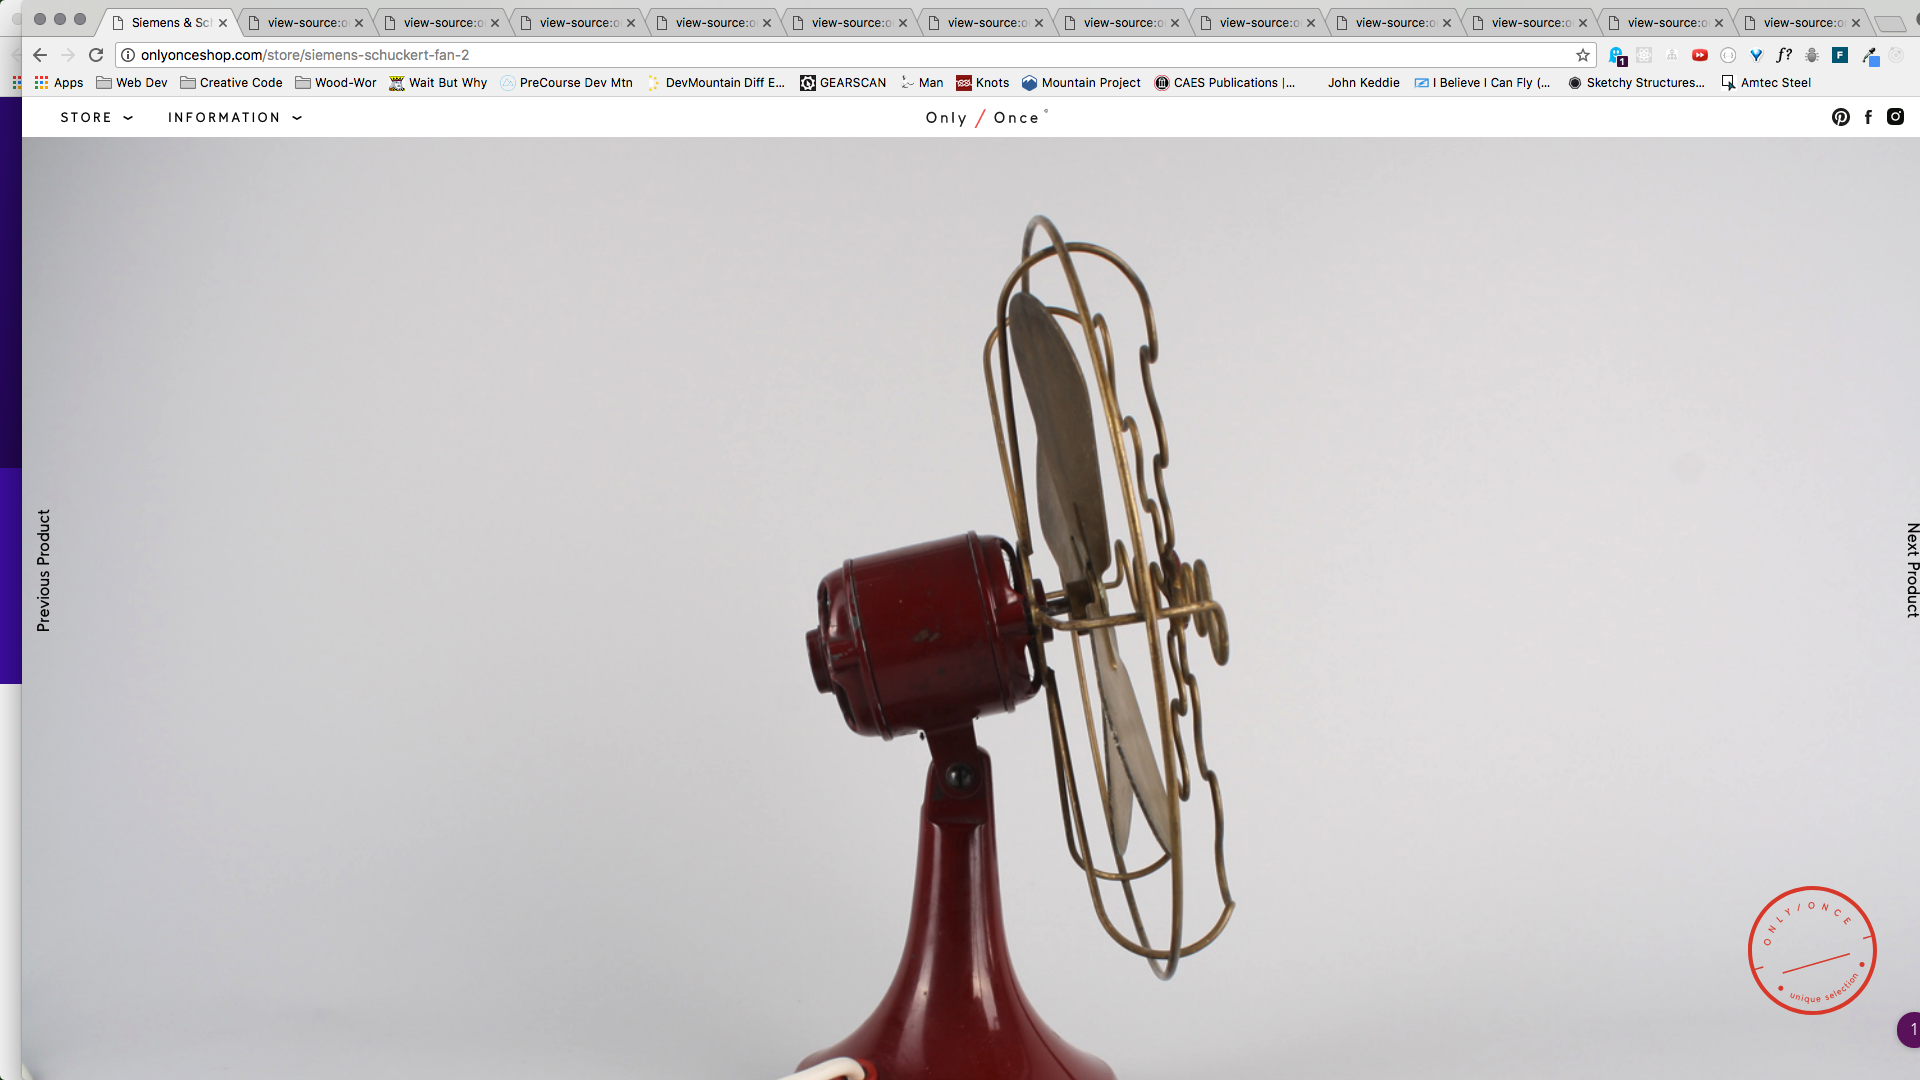 Siemens & Sc
view-source:o
view-source:o
view-source:o
view-source:o
view-source:o
view-source:o
view-source:o
view-source:o
view-source:o
view-source:o
view-source:o
view-source:o
onlyonceshop.com/store/siemens-schuckert-fan-2
1
f?
F
Apps
Web Dev
Creative Code
Wood-Wor
Wait But Why
PreCourse Dev Mtn
DevMountain Diff E...
GEARSCAN
Man
Knots
Mountain Project
CAES Publications |...
John Keddie
I Believe I Can Fly (...
Sketchy Structures...
Amtec Steel
STORE
INFORMATION
Only / Once
Previous Product
Next Product
ONLY/ONCE
unique selection
1